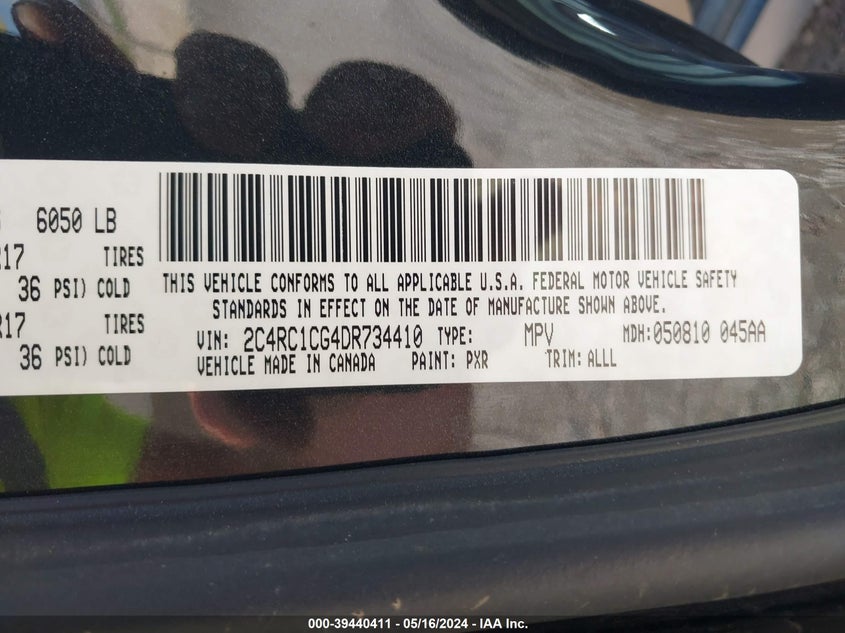 6050 LB
R17 TIRES
36 PSI) COLD
R17 TIRES
36 PSI) COLD
THIS VEHICLE CONFORMS TO ALL APPLICABLE U.S.A. FEDERAL MOTOR VEHICLE SAFETY
STANDARDS IN EFFECT ON THE DATE OF MANUFACTURE SHOWN ABOVE.
VIN: 2C4RC1CG4DR734410 TYPE: MPV MDH:050810 045AA
VEHICLE MADE IN CANADA PAINT: PXR TRIM: ALLL
000-39440411 - 05/16/2024 - IAA Inc.